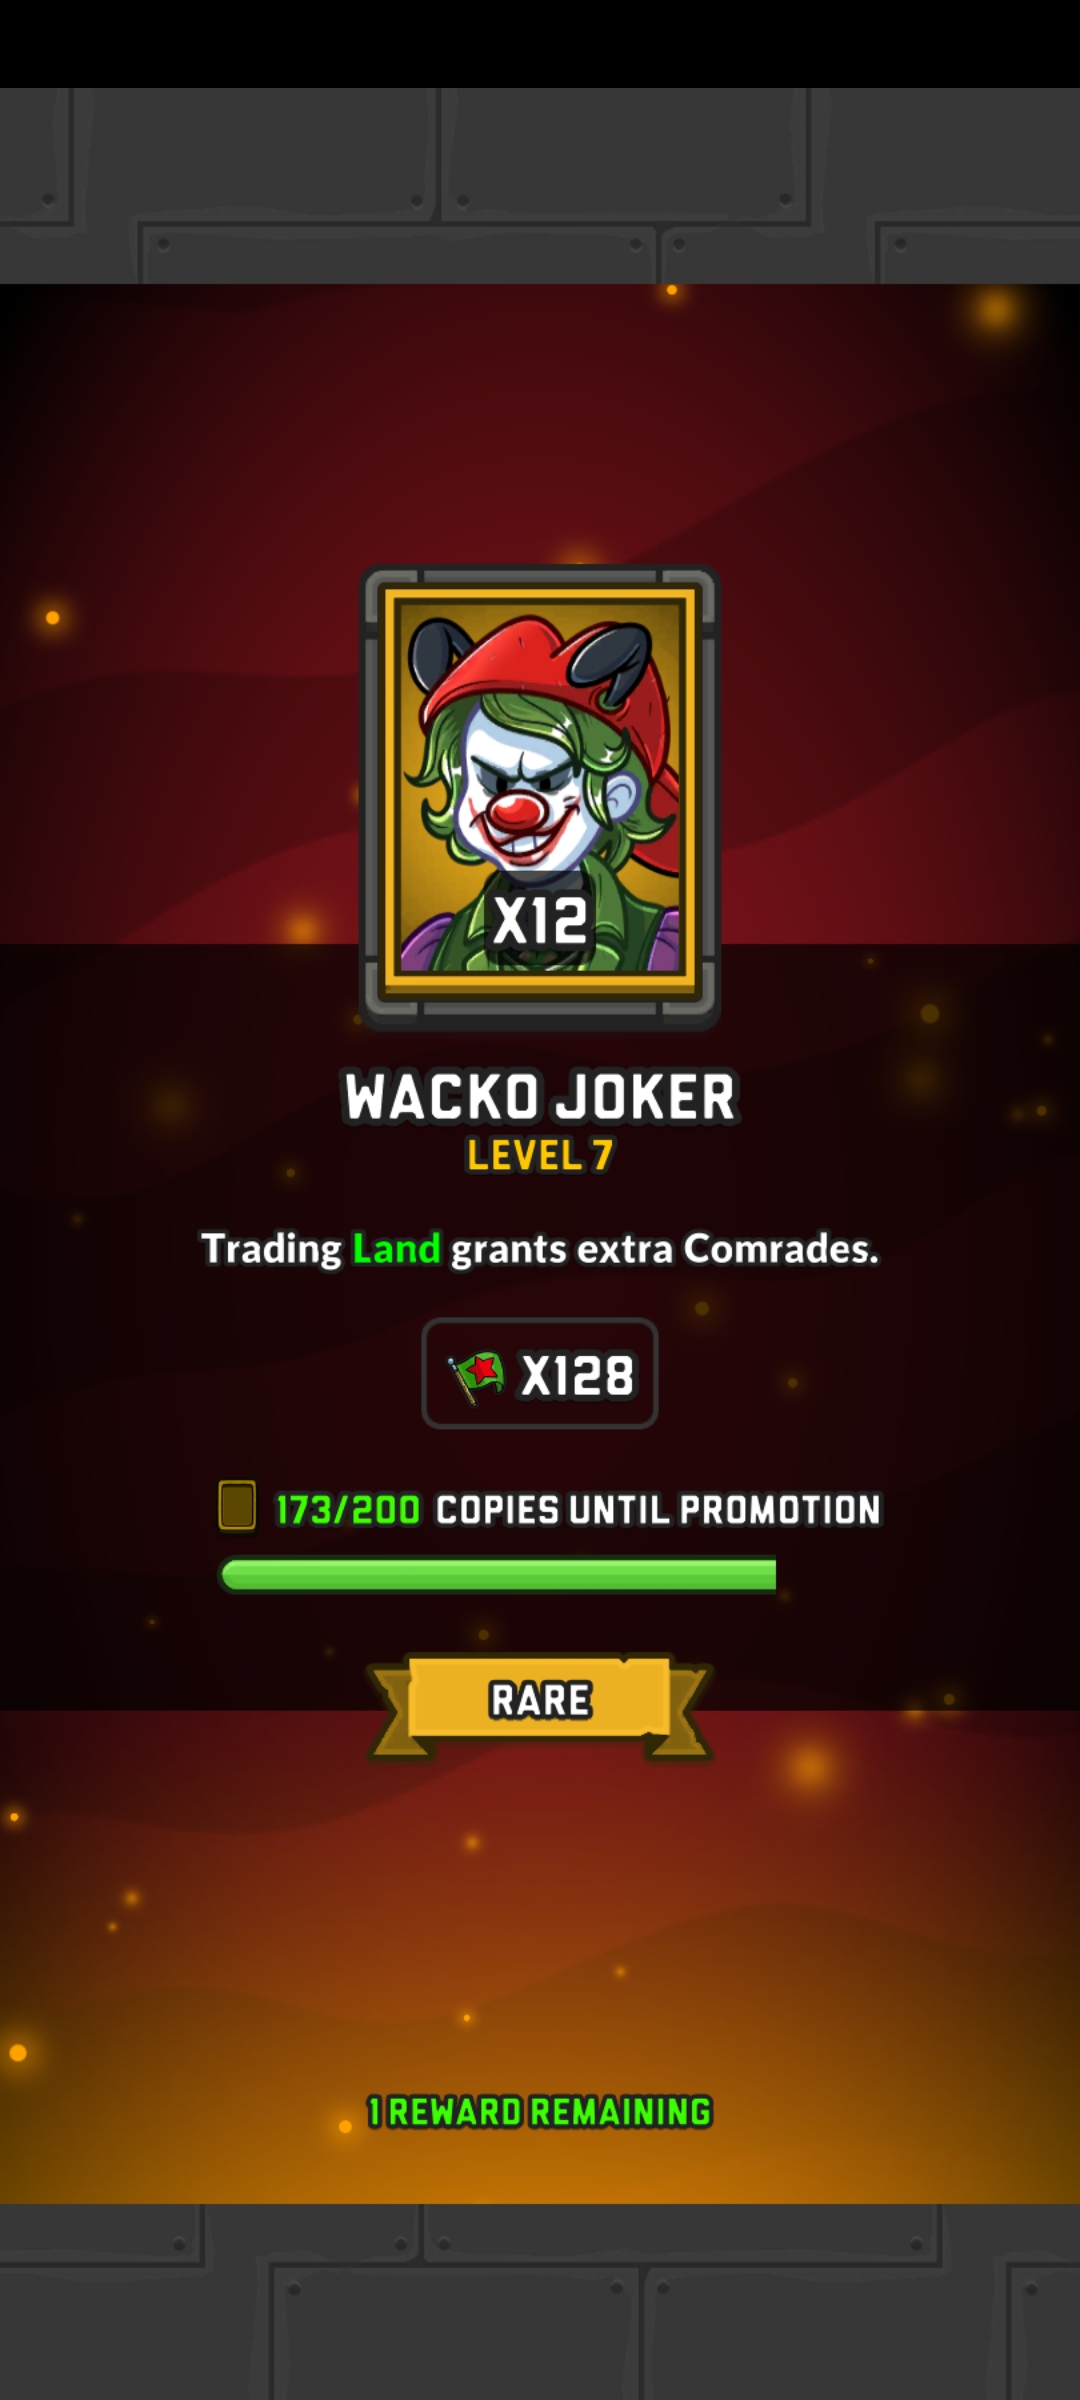 X12
WACKO JOKER
LEVEL 7
Trading Land grants extra Comrades.
X128
173/200 COPIES UNTIL PROMOTION
RARE
1 REWARD REMAINING